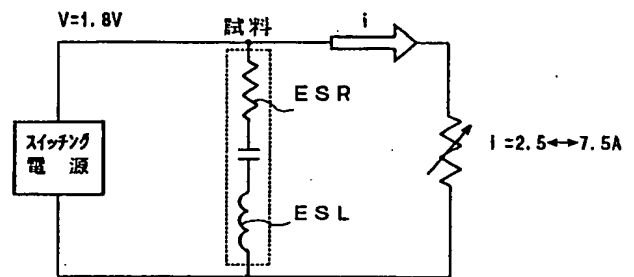 V=1.8V
試料
i
ESR
スイッチング
電源
i=2.5↔7.5A
ESL